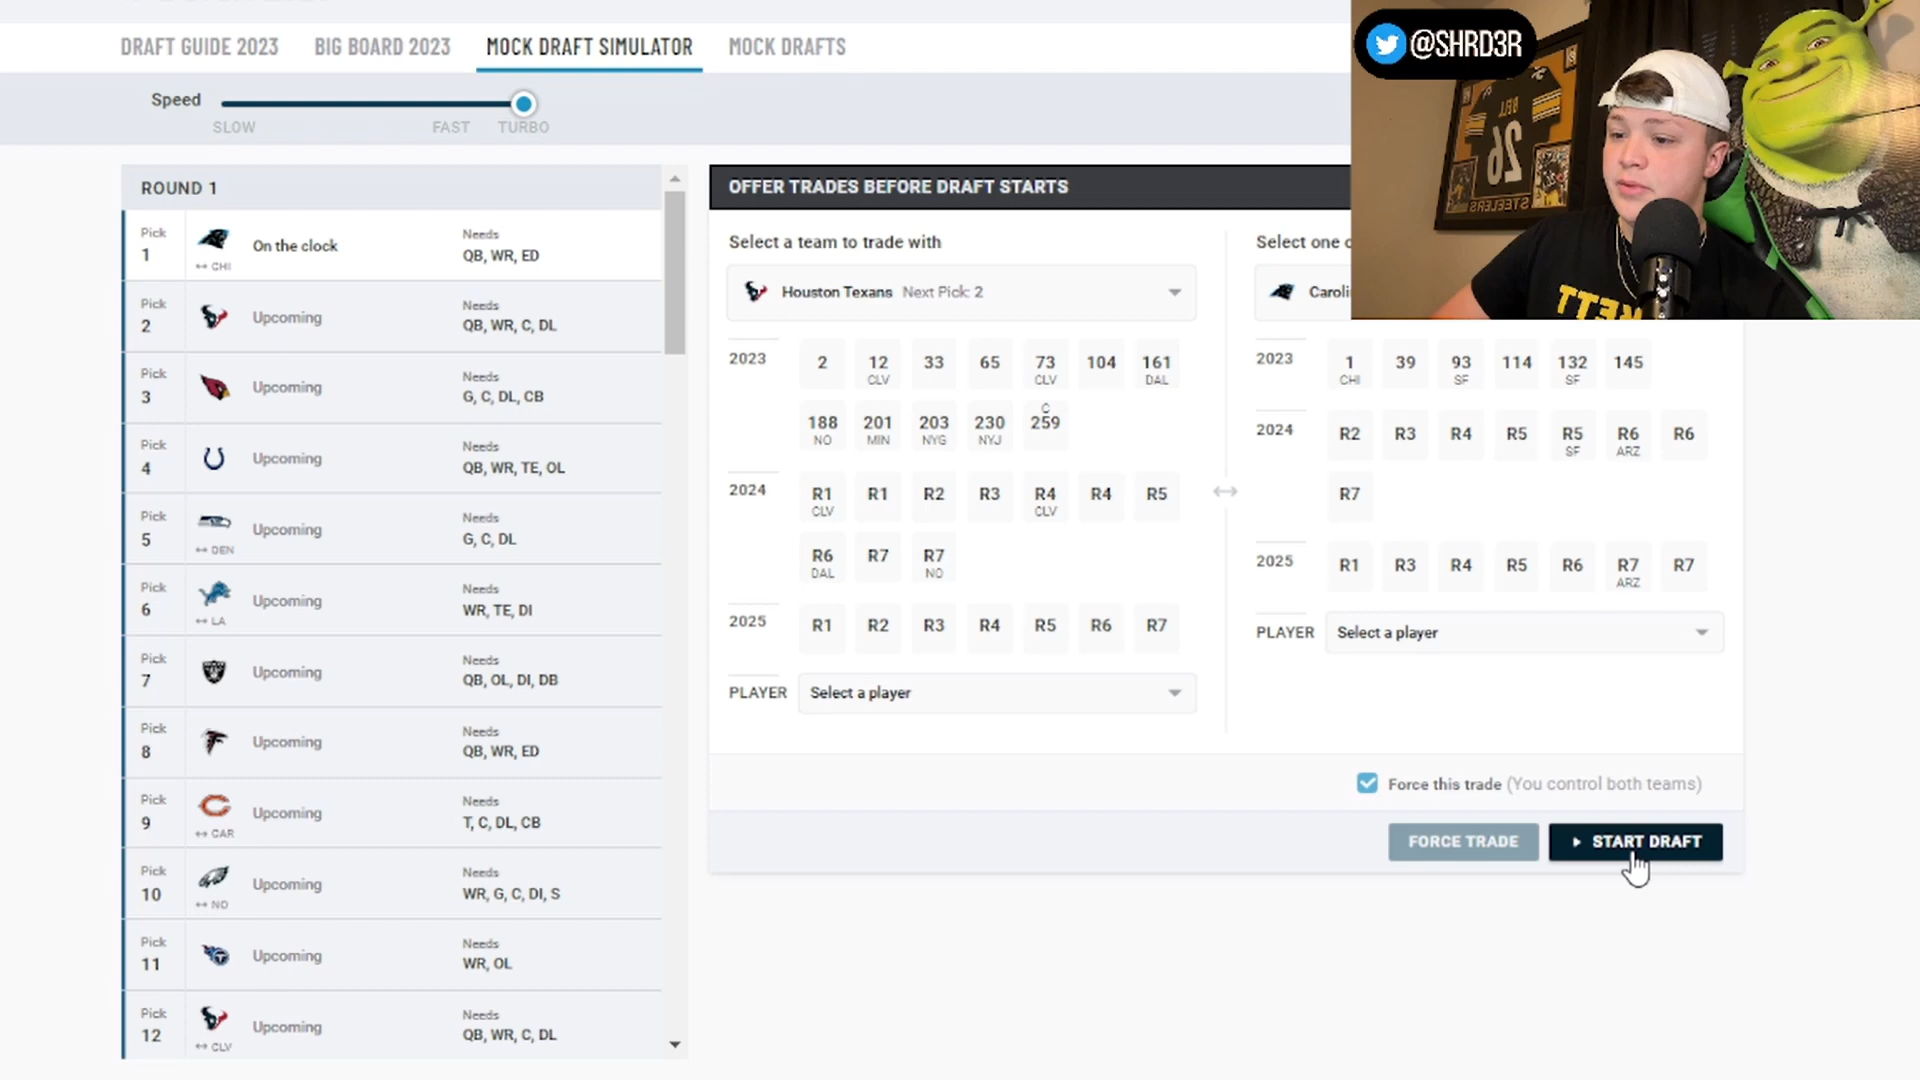 DRAFT GUIDE 2023 BIG BOARD 2023 MOCK DRAFT SIMULATOR MOCK DRAFTS
@SHRD3R
Speed
SLOW FAST TURBO
ROUND 1
Pick 1 ↔ CHI On the clock Needs QB, WR, ED
Pick 2 Upcoming Needs QB, WR, C, DL
Pick 3 Upcoming Needs G, C, DL, CB
Pick 4 Upcoming Needs QB, WR, TE, OL
Pick 5 ↔ DEN Upcoming Needs G, C, DL
Pick 6 ↔ LA Upcoming Needs WR, TE, DI
Pick 7 Upcoming Needs QB, OL, DI, DB
Pick 8 Upcoming Needs QB, WR, ED
Pick 9 ↔ CAR Upcoming Needs T, C, DL, CB
Pick 10 ↔ NO Upcoming Needs WR, G, C, DI, S
Pick 11 Upcoming Needs WR, OL
Pick 12 ↔ CLV Upcoming Needs QB, WR, C, DL
OFFER TRADES BEFORE DRAFT STARTS
Select a team to trade with
Houston Texans Next Pick: 2
2023 2 12 33 65 73 104 161
CLV CLV DAL
C
188 201 203 230 259
NO MIN NYG NYJ
2024 R1 R1 R2 R3 R4 R4 R5
CLV CLV
R6 R7 R7
DAL NO
2025 R1 R2 R3 R4 R5 R6 R7
PLAYER Select a player
Select one
Caroli
2023 1 39 93 114 132 145
CHI SF SF
2024 R2 R3 R4 R5 R5 R6 R6
SF ARZ
R7
2025 R1 R3 R4 R5 R6 R7 R7
ARZ
PLAYER Select a player
Force this trade (You control both teams)
FORCE TRADE START DRAFT
BELL
26
STEELERS